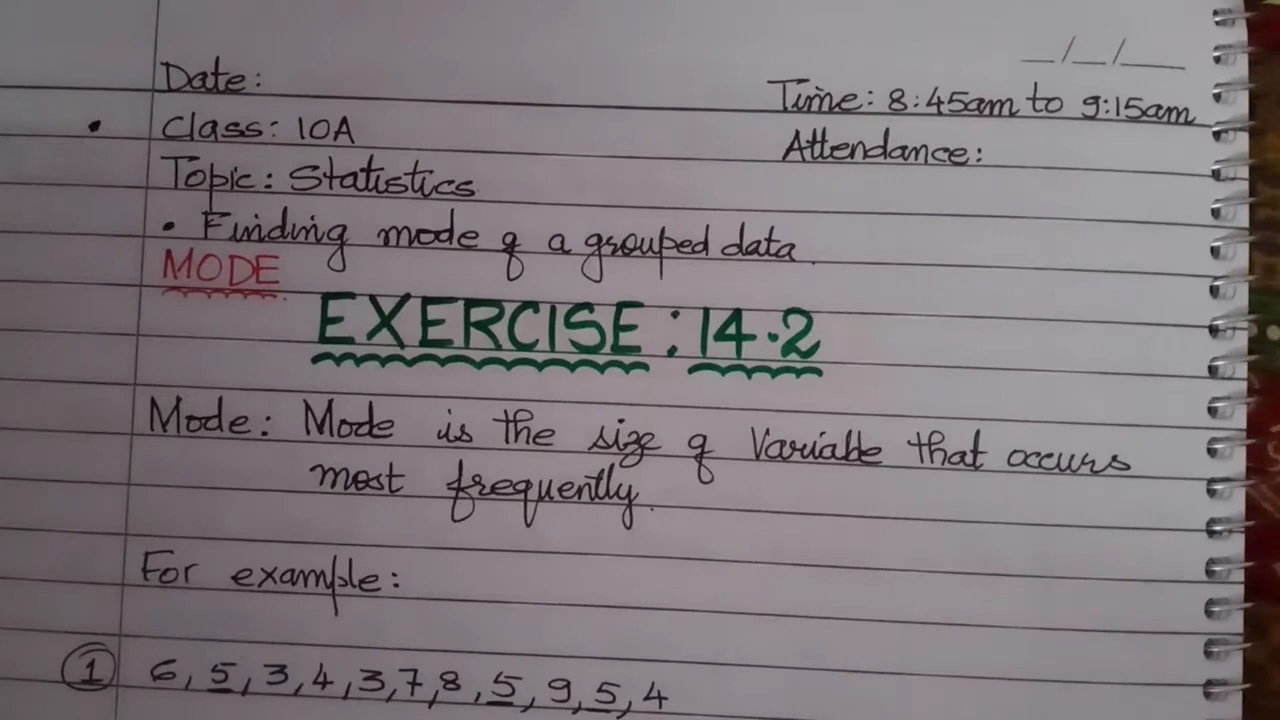 __/__/___
Date:
Time: 8:45am to 9:15am
• Class: 10A
Attendance:
Topic: Statistics
• Finding mode of a grouped data.
MODE
EXERCISE: 14.2
Mode: Mode is the size of Variable that occurs
most frequently.
For example:
① 6, 5, 3, 4, 3, 7, 8, 5, 9, 5, 4